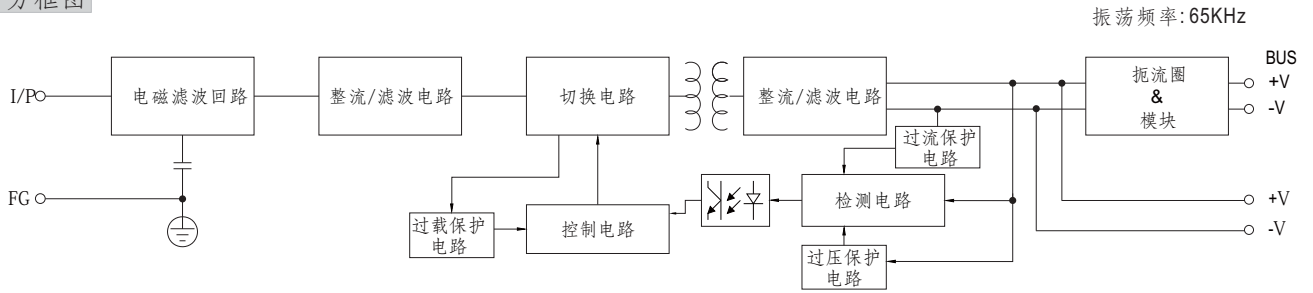 方框图
振荡频率: 65KHz
BUS
I/P
电磁滤波回路
整流/滤波电路
切换电路
整流/滤波电路
扼流圈
&
模块
+V
-V
过流保护
电路
FG
过载保护
电路
控制电路
检测电路
过压保护
电路
+V
-V